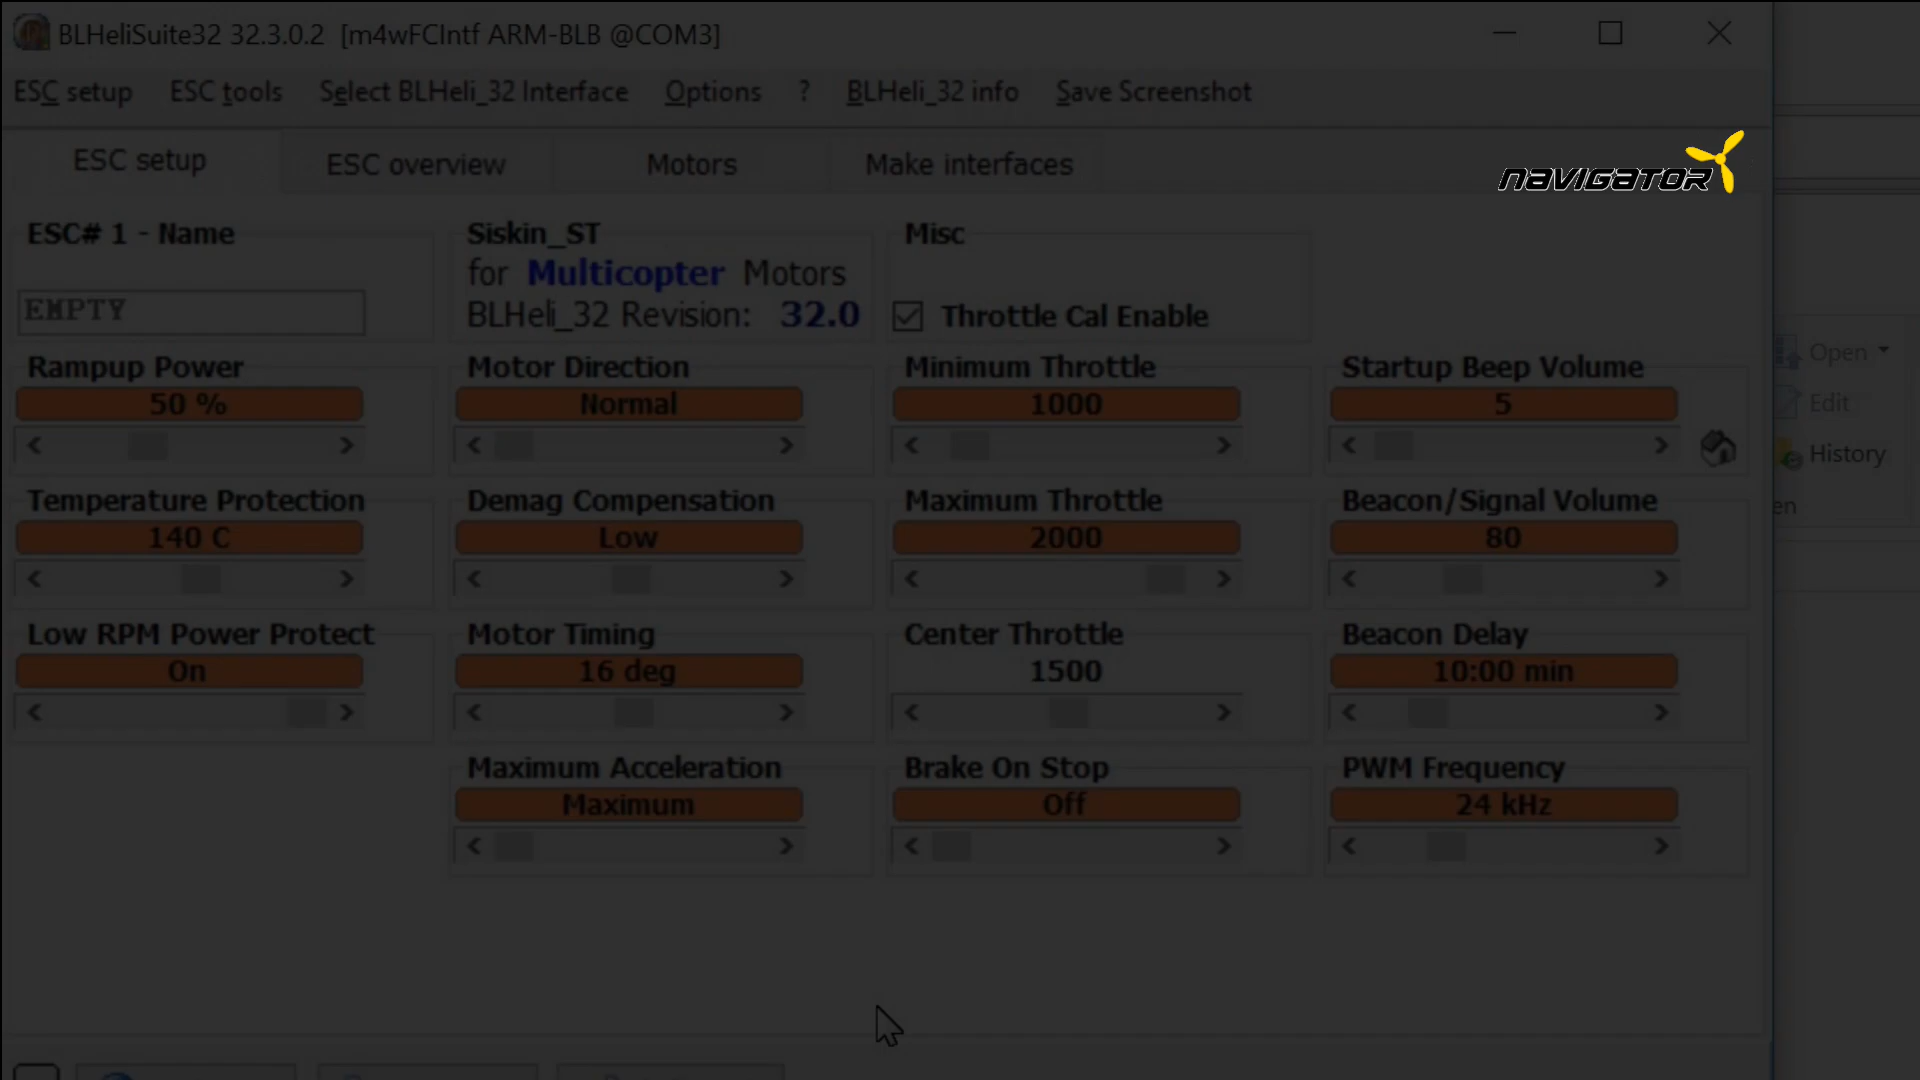 BLHeliSuite32 32.3.0.2 [m4wFCIntf ARM-BLB @COM3]
ESC setup ESC tools Select BLHeli_32 Interface Options ? BLHeli_32 info Save Screenshot
ESC setup ESC overview Motors Make interfaces
NAVIGATOR
ESC# 1 - Name Siskin_ST Misc
for Multicopter Motors
EMPTY BLHeli_32 Revision: 32.0 Throttle Cal Enable
Rampup Power Motor Direction Minimum Throttle Startup Beep Volume
50 % Normal 1000 5
Temperature Protection Demag Compensation Maximum Throttle Beacon/Signal Volume
140 C Low 2000 80
Low RPM Power Protect Motor Timing Center Throttle Beacon Delay
On 16 deg 1500 10:00 min
Maximum Acceleration Brake On Stop PWM Frequency
Maximum Off 24 kHz
Open
Edit
History
en